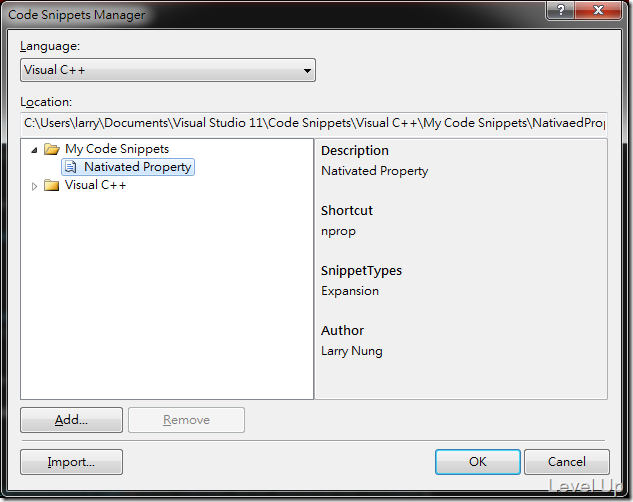 Code Snippets Manager
Language:
Visual C++
Location:
C:\Users\larry\Documents\Visual Studio 11\Code Snippets\Visual C++\My Code Snippets\NativaedProp
My Code Snippets
Nativated Property
Visual C++
Description
Nativated Property
Shortcut
nprop
SnippetTypes
Expansion
Author
Larry Nung
Add...
Remove
Import...
OK
Cancel
Level Up